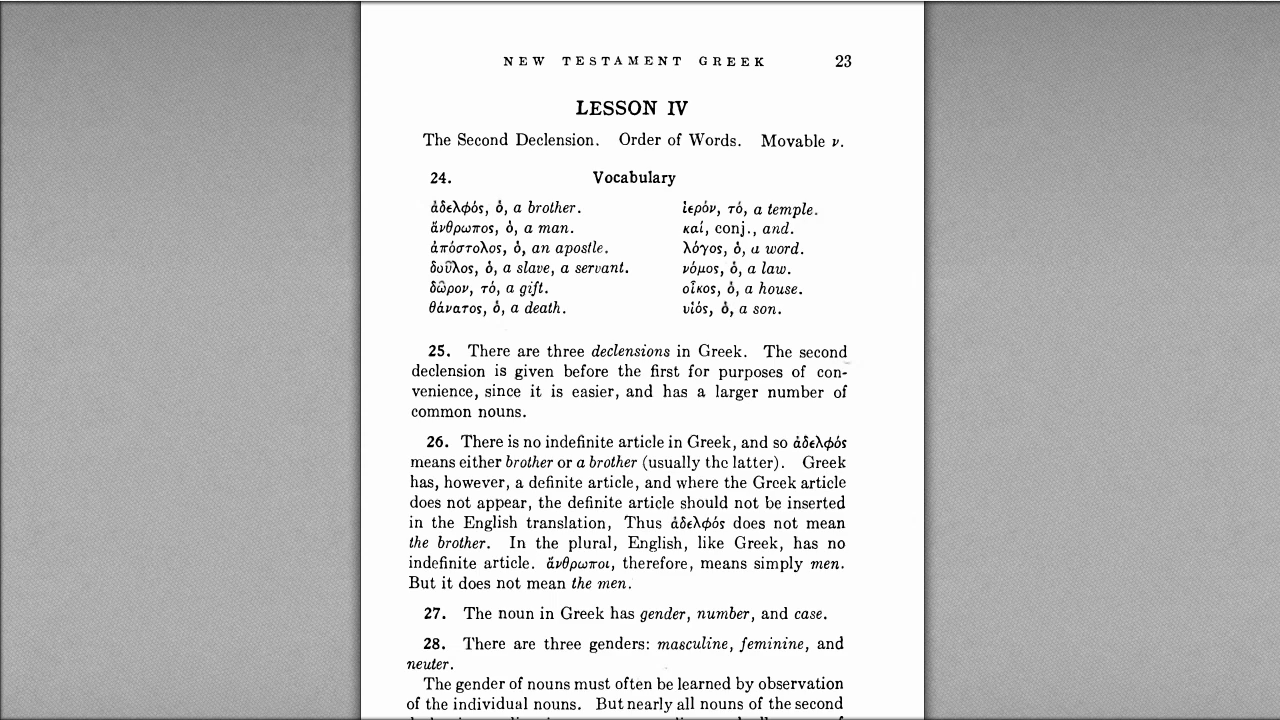 NEW TESTAMENT GREEK 23
LESSON IV
The Second Declension. Order of Words. Movable ν.
24. Vocabulary
ἀδελφός, ὁ, a brother.
ἄνθρωπος, ὁ, a man.
ἀπόστολος, ὁ, an apostle.
δοῦλος, ὁ, a slave, a servant.
δῶρον, τό, a gift.
θάνατος, ὁ, a death.
ἱερόν, τό, a temple.
καί, conj., and.
λόγος, ὁ, a word.
νόμος, ὁ, a law.
οἶκος, ὁ, a house.
υἱός, ὁ, a son.
25. There are three declensions in Greek. The second
declension is given before the first for purposes of con-
venience, since it is easier, and has a larger number of
common nouns.
26. There is no indefinite article in Greek, and so ἀδελφός
means either brother or a brother (usually the latter). Greek
has, however, a definite article, and where the Greek article
does not appear, the definite article should not be inserted
in the English translation, Thus ἀδελφός does not mean
the brother. In the plural, English, like Greek, has no
indefinite article. ἄνθρωποι, therefore, means simply men.
But it does not mean the men.
27. The noun in Greek has gender, number, and case.
28. There are three genders: masculine, feminine, and
neuter.
The gender of nouns must often be learned by observation
of the individual nouns. But nearly all nouns of the second